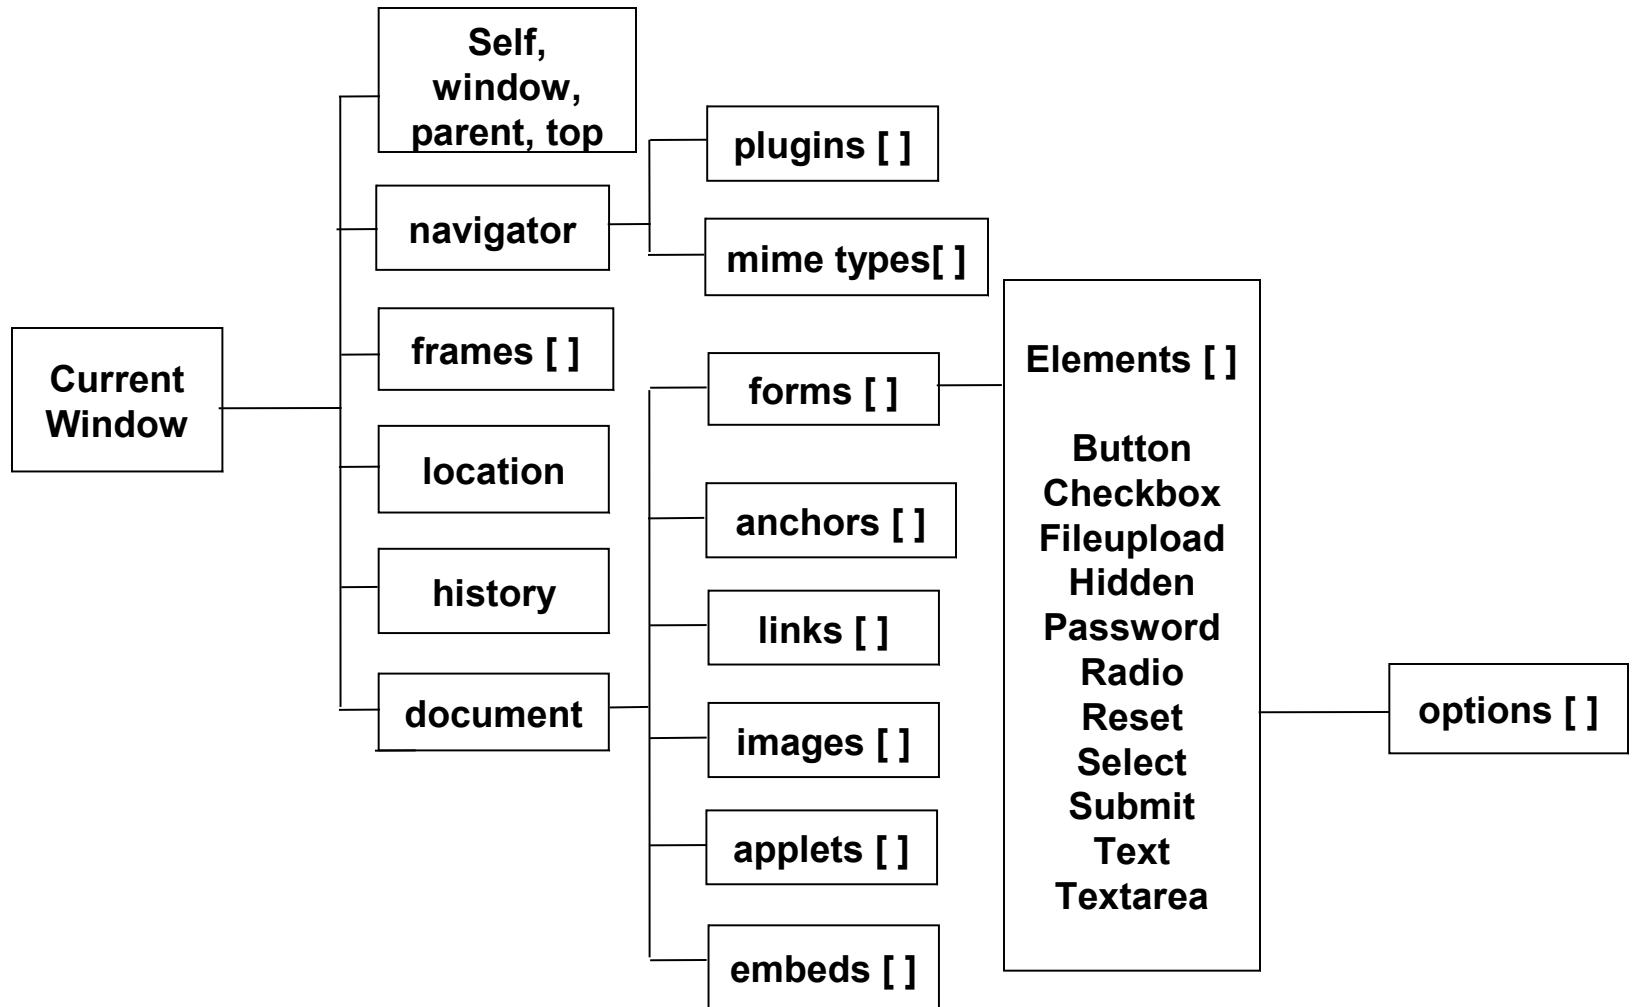 Self,
window,
parent, top
plugins [ ]
navigator
mime types[ ]
Current
Window
frames [ ]
forms [ ]
Elements [ ]
Button
Checkbox
Fileupload
Hidden
Password
Radio
Reset
Select
Submit
Text
Textarea
location
anchors [ ]
history
links [ ]
document
images [ ]
options [ ]
applets [ ]
embeds [ ]